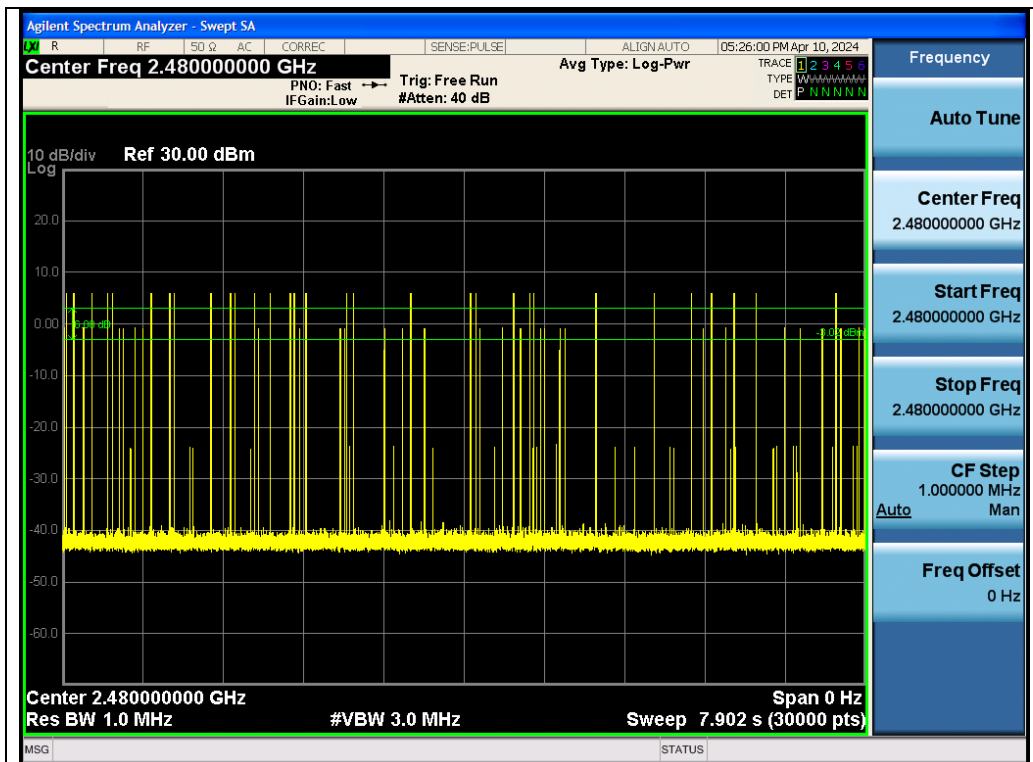 Agilent Spectrum Analyzer - Swept SA
LXI R RF 50 Ω AC CORREC SENSE:PULSE ALIGN AUTO 05:26:00 PM Apr 10, 2024
Center Freq 2.480000000 GHz
PNO: Fast
IFGain:Low
Trig: Free Run
#Atten: 40 dB
Avg Type: Log-Pwr
TRACE 1 2 3 4 5 6
TYPE
DET P N N N N N
10 dB/div
Log
Ref 30.00 dBm
20.0
10.0
0.00
-10.0
-20.0
-30.0
-40.0
-50.0
-60.0
-3.02 dBm
Center 2.480000000 GHz
Span 0 Hz
Res BW 1.0 MHz
#VBW 3.0 MHz
Sweep 7.902 s (30000 pts)
MSG
STATUS
Frequency
Auto Tune
Center Freq
2.480000000 GHz
Start Freq
2.480000000 GHz
Stop Freq
2.480000000 GHz
CF Step
1.000000 MHz
Auto Man
Freq Offset
0 Hz